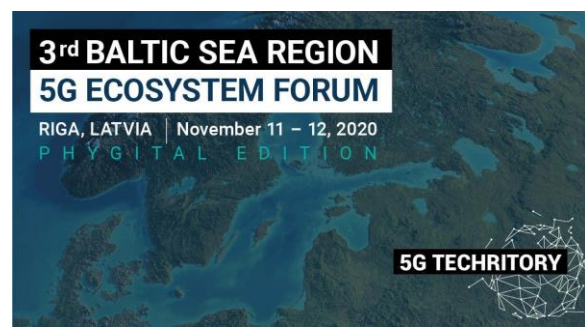 3rd BALTIC SEA REGION
5G ECOSYSTEM FORUM
RIGA, LATVIA | November 11 – 12, 2020
PHYGITAL EDITION
5G TECHRITORY